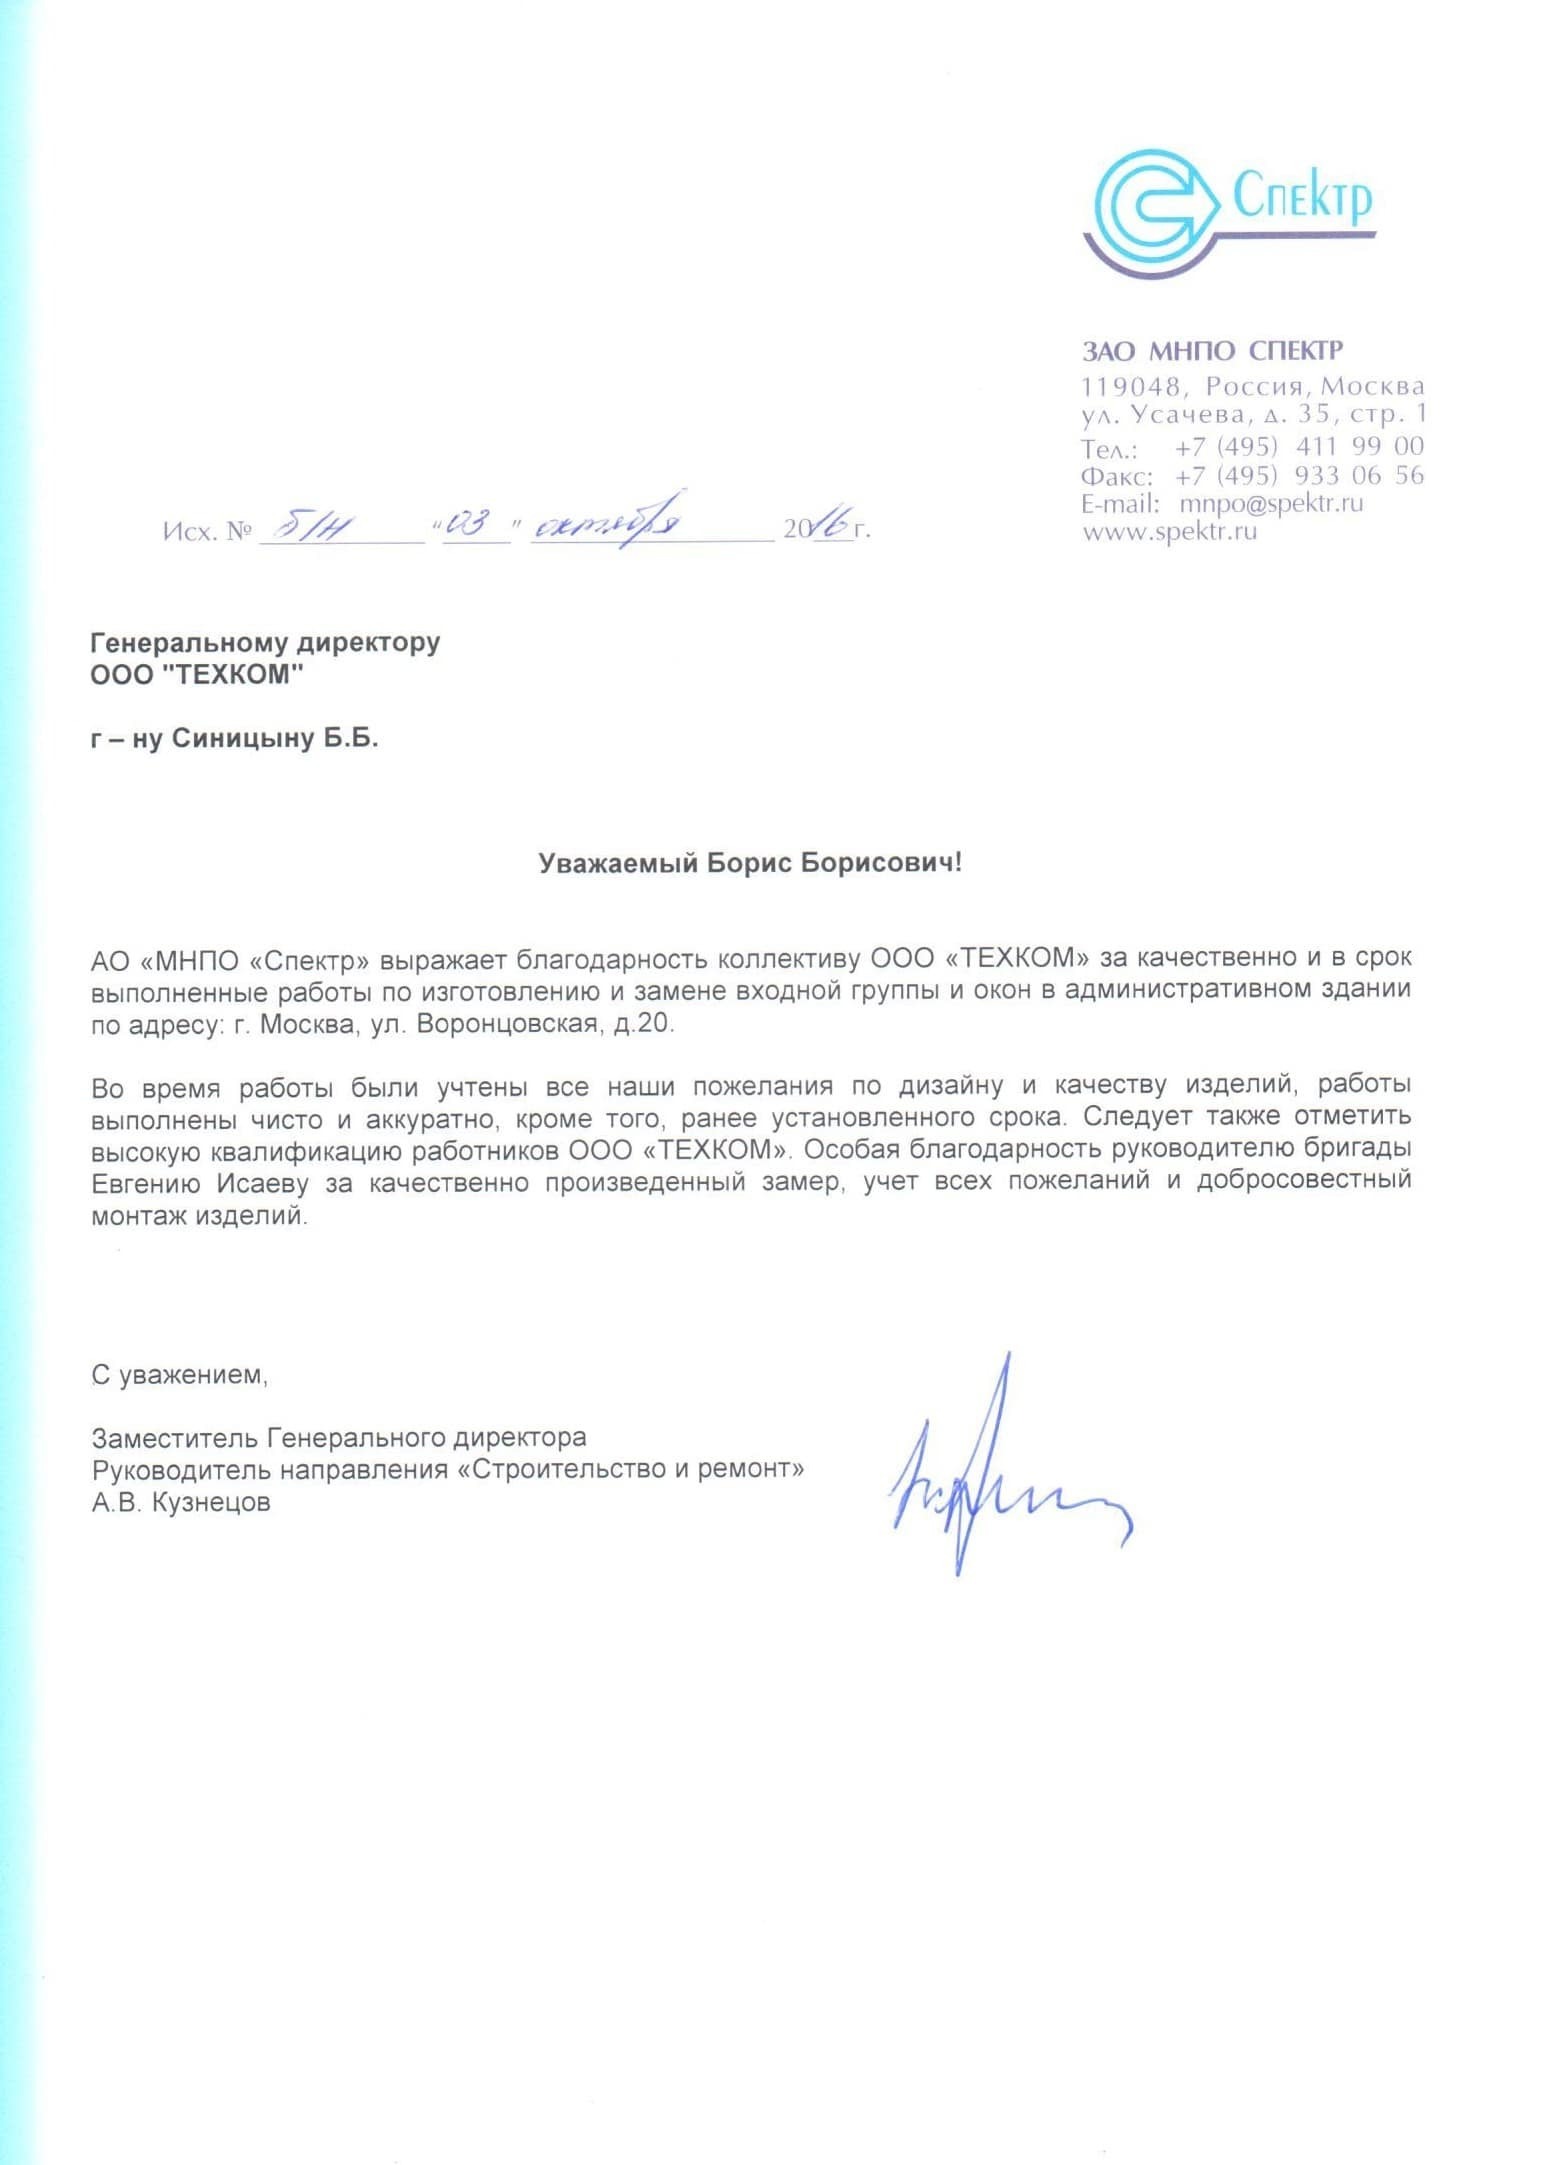 Спектр
ЗАО МНПО СПЕКТР
119048, Россия, Москва
ул. Усачева, д. 35, стр. 1
Тел.: +7 (495) 411 99 00
Факс: +7 (495) 933 06 56
E-mail: mnpo@spektr.ru
www.spektr.ru
Исх. № Б/Н “03” октября 2016 г.
Генеральному директору
ООО "ТЕХКОМ"
г – ну Синицыну Б.Б.
Уважаемый Борис Борисович!
АО «МНПО «Спектр» выражает благодарность коллективу ООО «ТЕХКОМ» за качественно и в срок
выполненные работы по изготовлению и замене входной группы и окон в административном здании
по адресу: г. Москва, ул. Воронцовская, д.20.
Во время работы были учтены все наши пожелания по дизайну и качеству изделий, работы
выполнены чисто и аккуратно, кроме того, ранее установленного срока. Следует также отметить
высокую квалификацию работников ООО «ТЕХКОМ». Особая благодарность руководителю бригады
Евгению Исаеву за качественно произведенный замер, учет всех пожеланий и добросовестный
монтаж изделий.
С уважением,
Заместитель Генерального директора
Руководитель направления «Строительство и ремонт»
А.В. Кузнецов